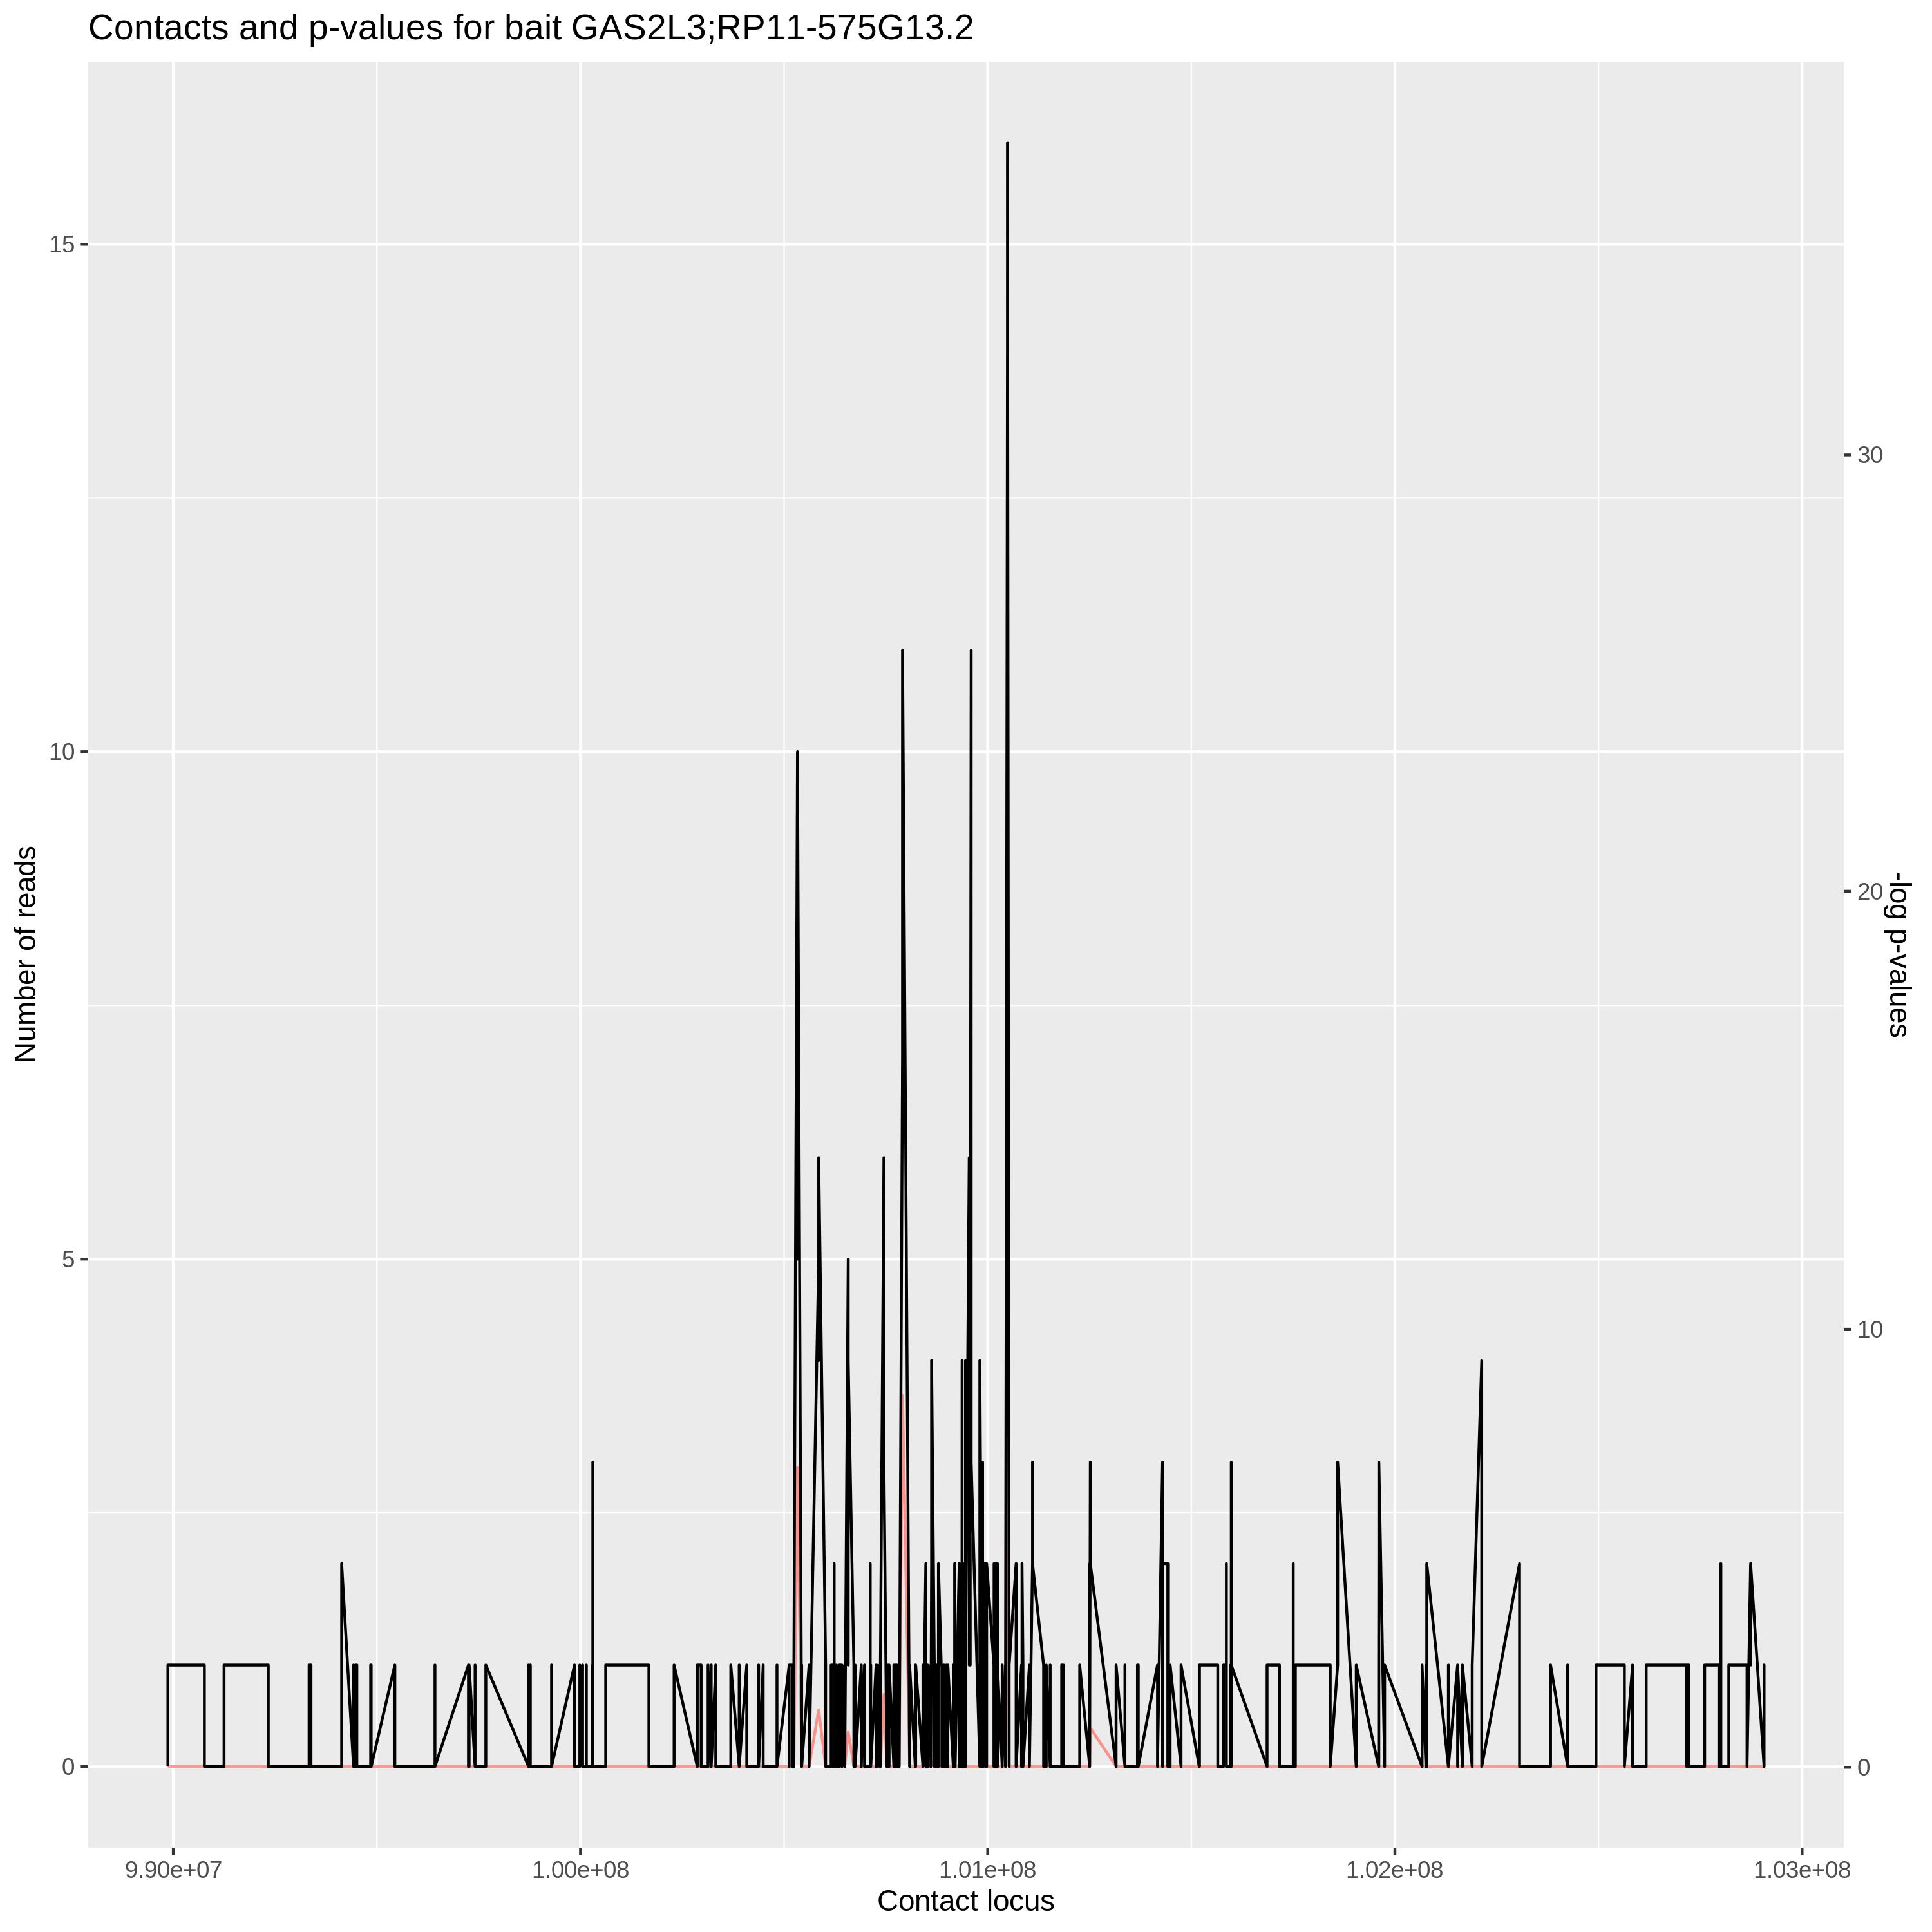 Contacts and p-values for bait GAS2L3;RP11-575G13.2
15
10
5
0
Number of reads
30
20
10
0
-log p-values
9.90e+07 1.00e+08 1.01e+08 1.02e+08 1.03e+08
Contact locus